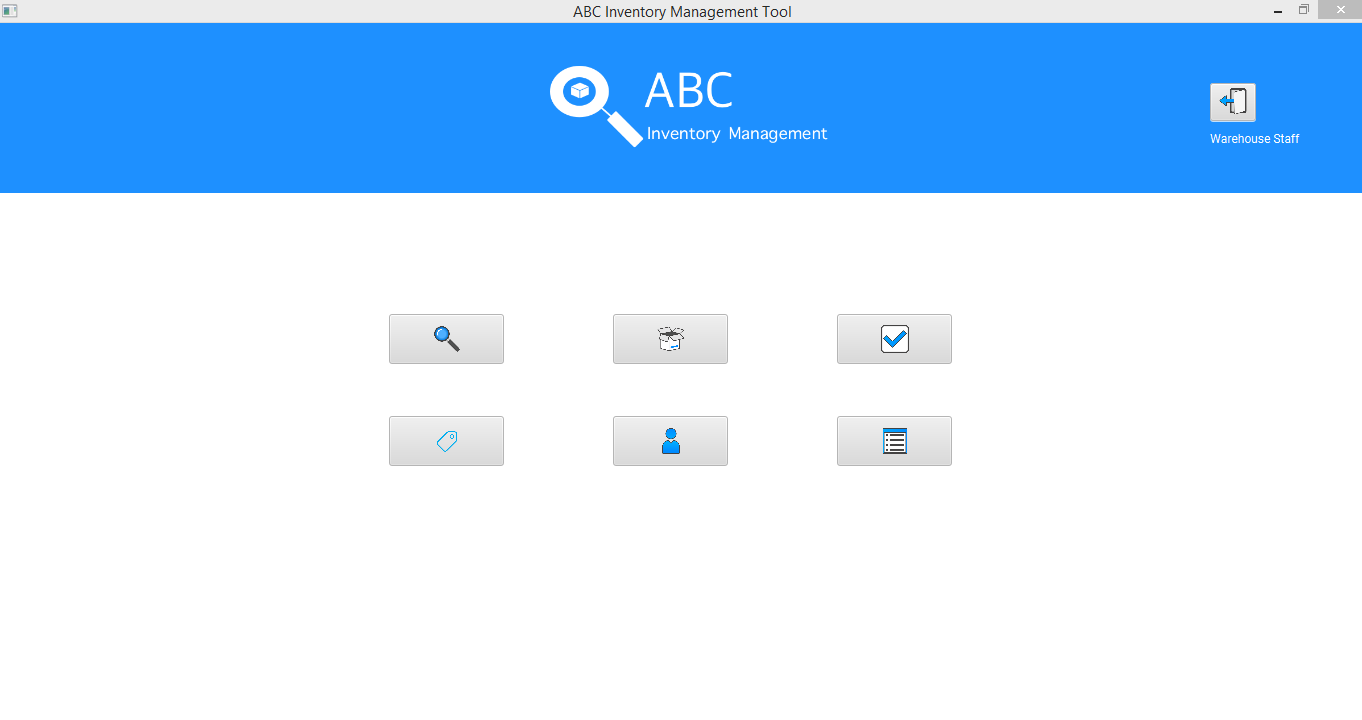 ABC Inventory Management Tool
ABC
Inventory Management
Warehouse Staff